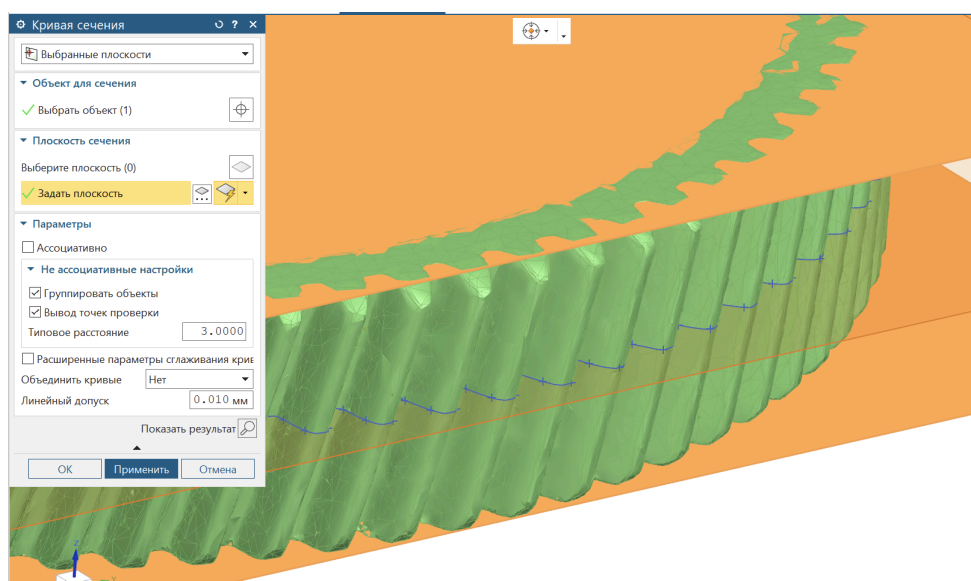 Кривая сечения
Выбранные плоскости
Объект для сечения
Выбрать объект (1)
Плоскость сечения
Выберите плоскость (0)
Задать плоскость
Параметры
Ассоциативно
Не ассоциативные настройки
Группировать объекты
Вывод точек проверки
Типовое расстояние 3.0000
Расширенные параметры сглаживания крив
Объединить кривые Нет
Линейный допуск 0.010 мм
Показать результат
ОК Применить Отмена
Z
Y